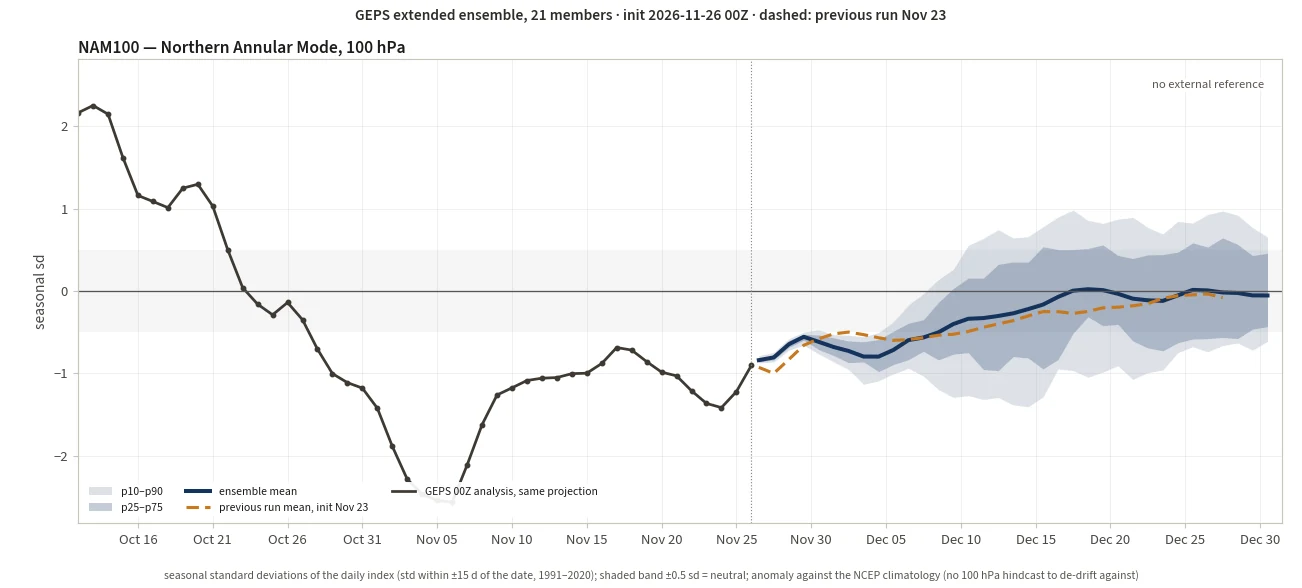 GEPS extended ensemble, 21 members · init 2026-11-26 00Z · dashed: previous run Nov 23
NAM100 — Northern Annular Mode, 100 hPa
no external reference
seasonal sd
2
1
0
−1
−2
p10–p90
ensemble mean
GEPS 00Z analysis, same projection
p25–p75
previous run mean, init Nov 23
Oct 16 Oct 21 Oct 26 Oct 31 Nov 05 Nov 10 Nov 15 Nov 20 Nov 25 Nov 30 Dec 05 Dec 10 Dec 15 Dec 20 Dec 25 Dec 30
seasonal standard deviations of the daily index (std within ±15 d of the date, 1991–2020); shaded band ±0.5 sd = neutral; anomaly against the NCEP climatology (no 100 hPa hindcast to de-drift against)